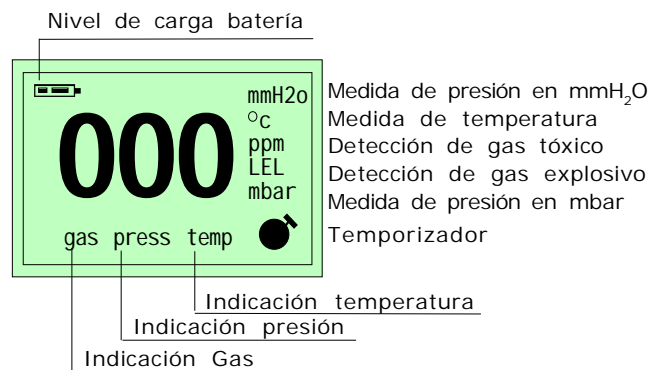 Nivel de carga batería
mmH2o Medida de presión en mmH₂O
°c Medida de temperatura
000
ppm Detección de gas tóxico
LEL Detección de gas explosivo
mbar Medida de presión en mbar
gas press temp Temporizador
Indicación temperatura
Indicación presión
Indicación Gas